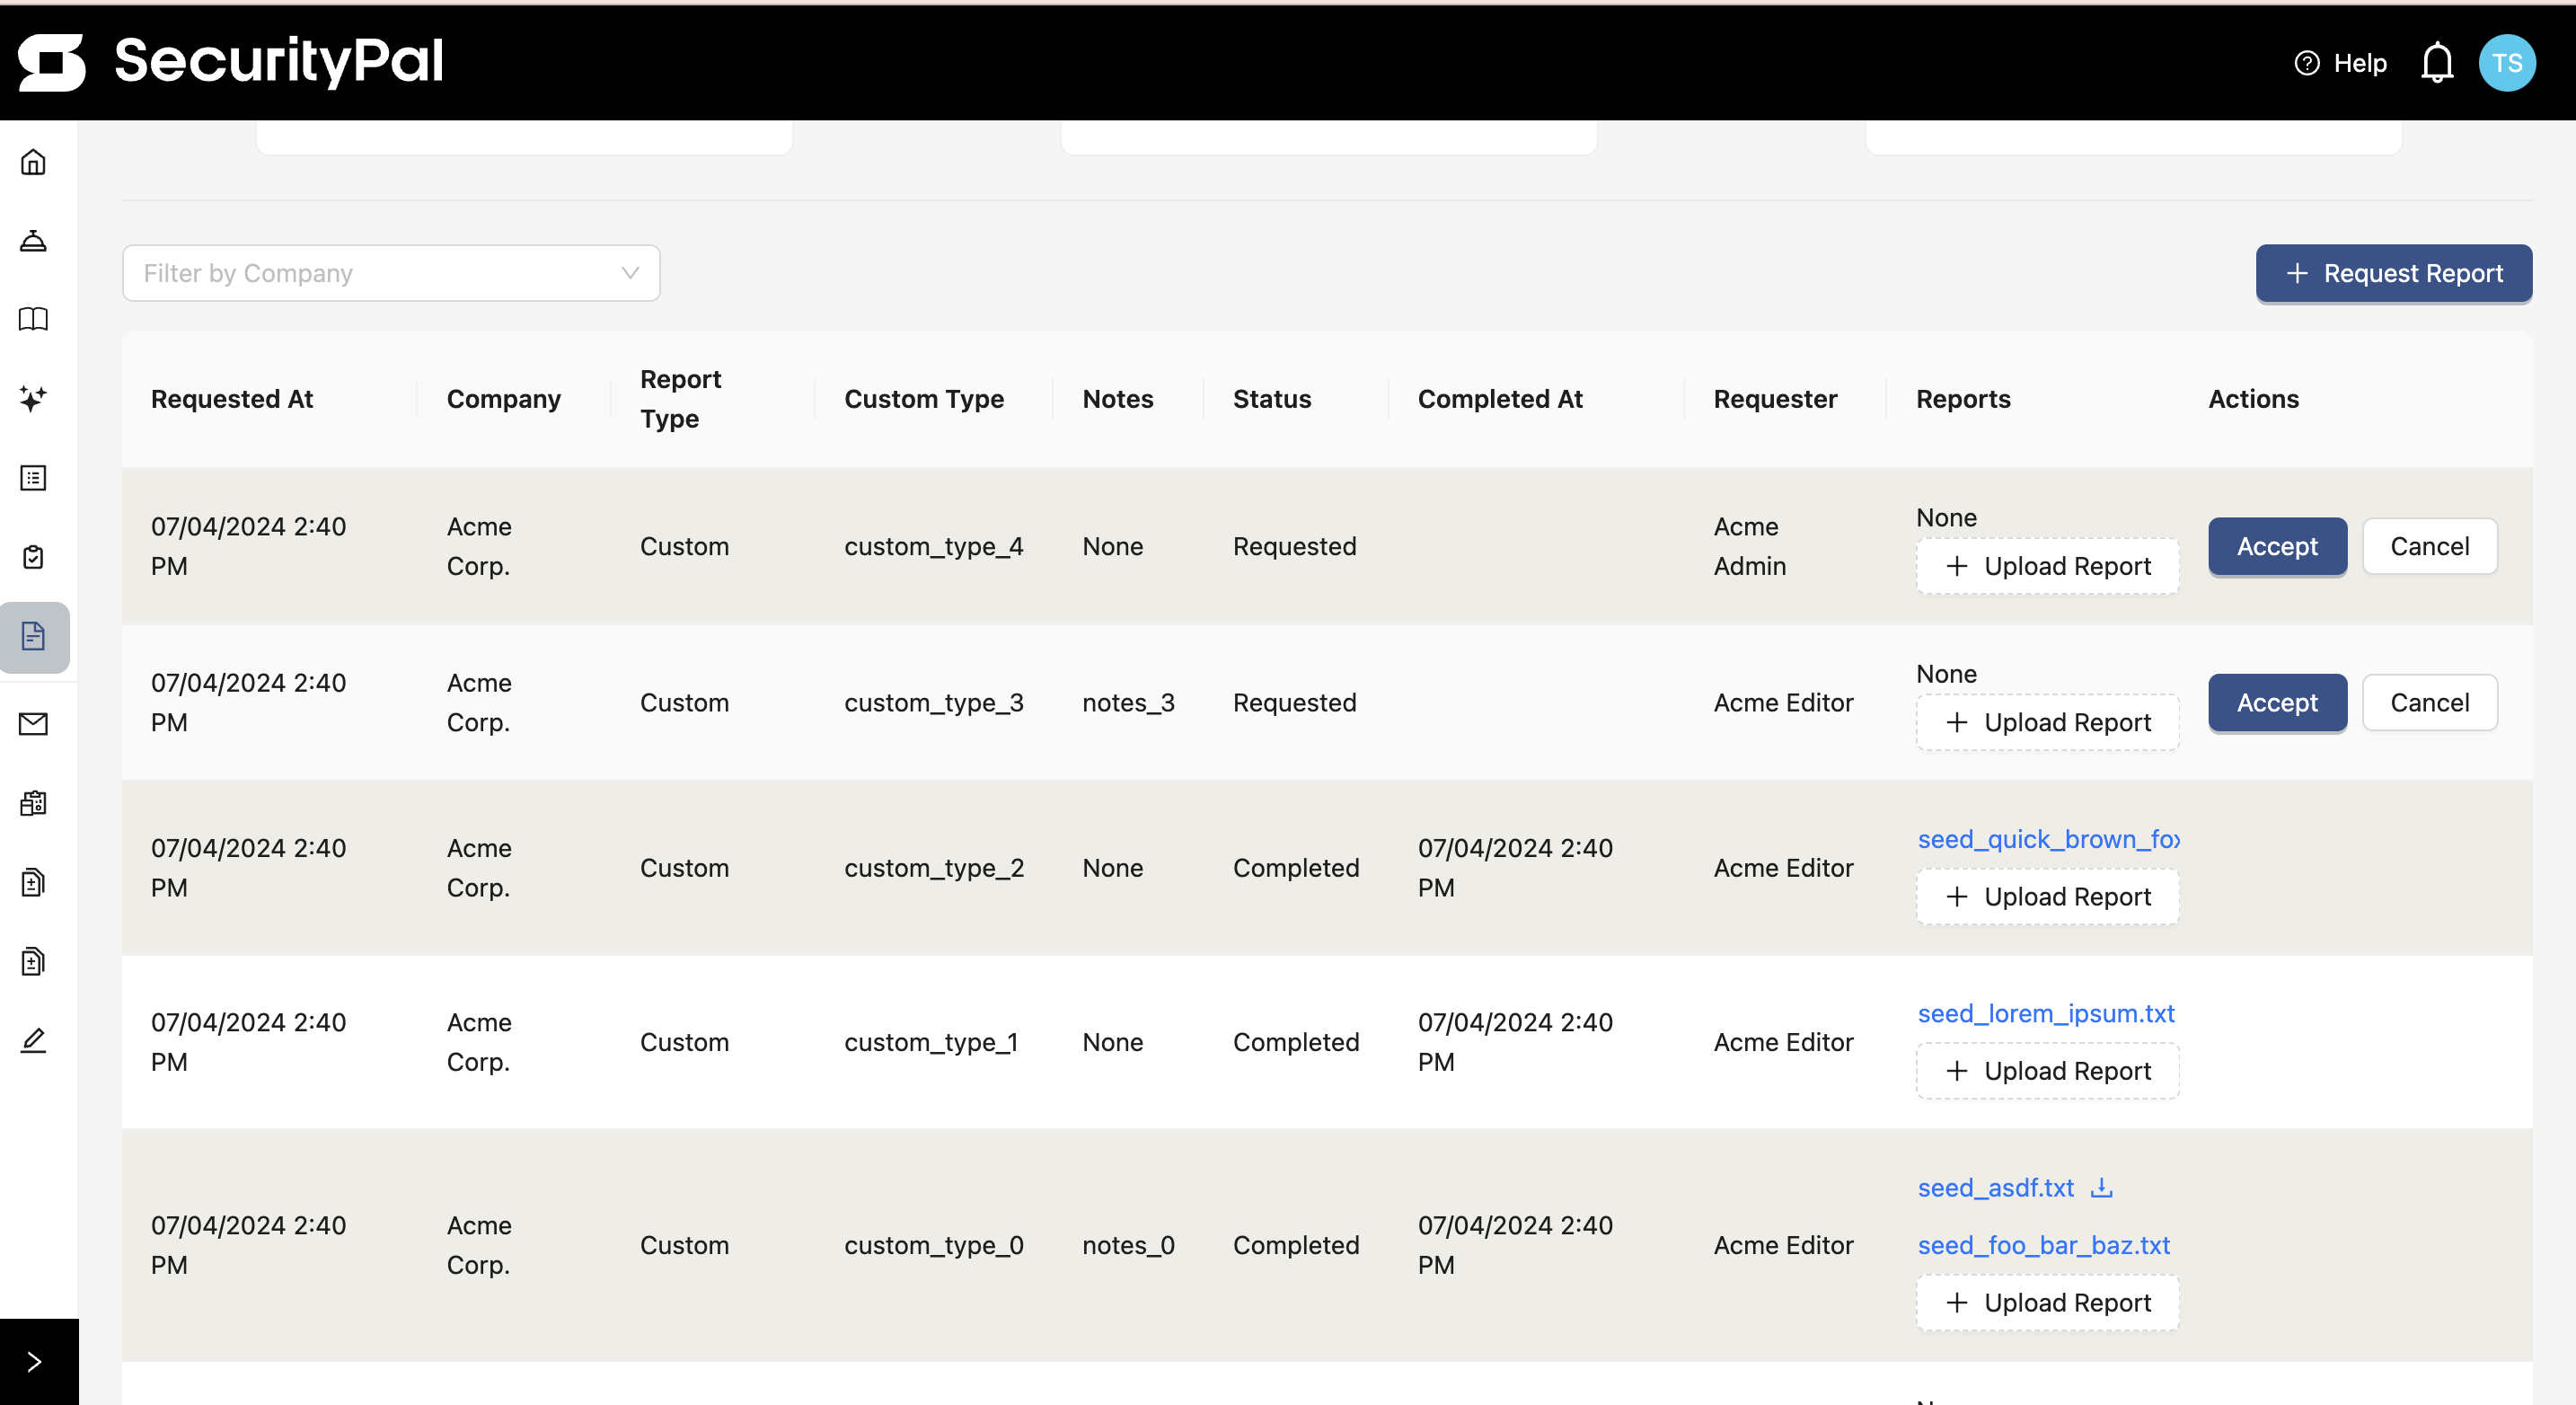 SecurityPal
Help
TS
Filter by Company
+ Request Report
Requested At Company Report Type Custom Type Notes Status Completed At Requester Reports Actions
07/04/2024 2:40 PM Acme Corp. Custom custom_type_4 None Requested Acme Admin None
+ Upload Report
Accept Cancel
07/04/2024 2:40 PM Acme Corp. Custom custom_type_3 notes_3 Requested Acme Editor None
+ Upload Report
Accept Cancel
07/04/2024 2:40 PM Acme Corp. Custom custom_type_2 None Completed 07/04/2024 2:40 PM Acme Editor seed_quick_brown_fox
+ Upload Report
07/04/2024 2:40 PM Acme Corp. Custom custom_type_1 None Completed 07/04/2024 2:40 PM Acme Editor seed_lorem_ipsum.txt
+ Upload Report
07/04/2024 2:40 PM Acme Corp. Custom custom_type_0 notes_0 Completed 07/04/2024 2:40 PM Acme Editor seed_asdf.txt
seed_foo_bar_baz.txt
+ Upload Report